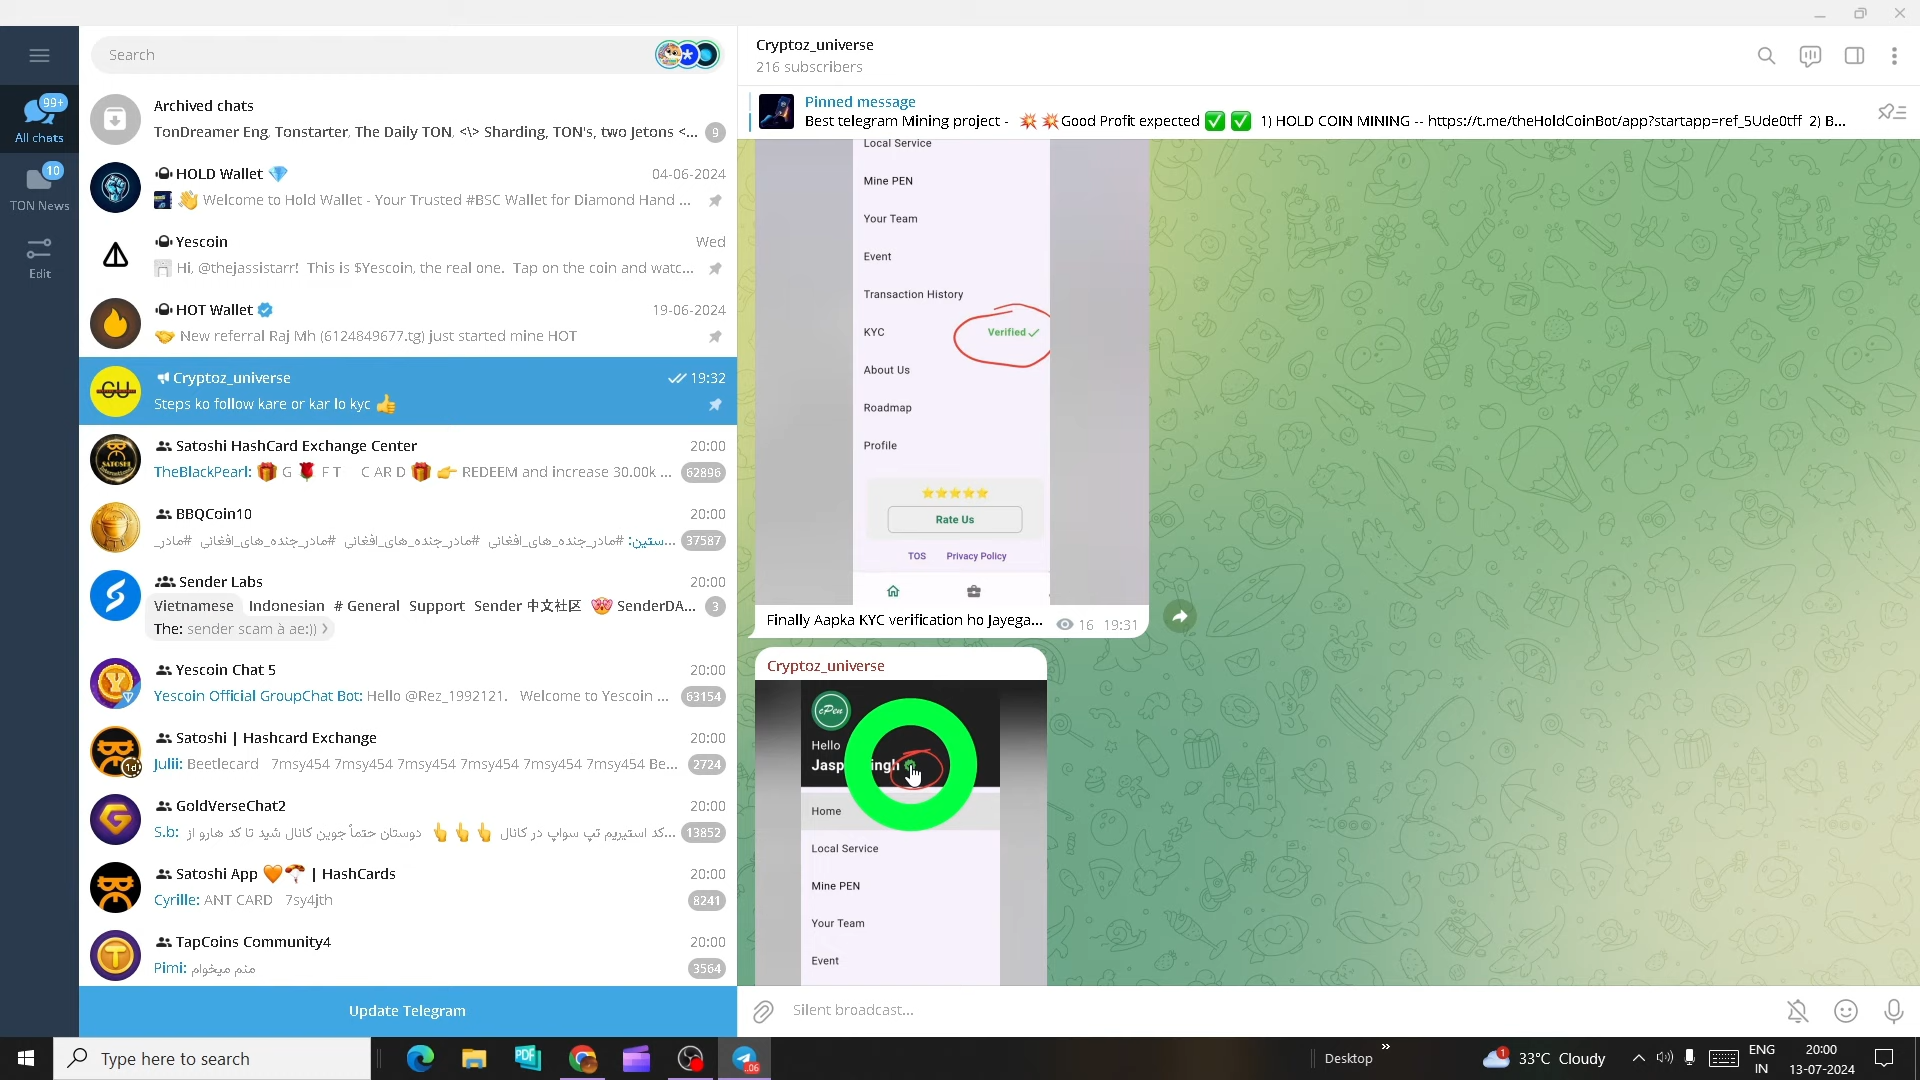 Search
99+
All chats
10
TON News
Edit
Archived chats
TonDreamer Eng, Tonstarter, The Daily TON, <\> Sharding, TON's, two Jetons <... 9
HOLD Wallet 💎 04-06-2024
👋 Welcome to Hold Wallet - Your Trusted #BSC Wallet for Diamond Hand ...
Yescoin Wed
Hi, @thejassistarr! This is $Yescoin, the real one. Tap on the coin and watc...
HOT Wallet 19-06-2024
🤝 New referral Raj Mh (6124849677.tg) just started mine HOT
Cryptoz_universe 19:32
Steps ko follow kare or kar lo kyc 👍
Satoshi HashCard Exchange Center 20:00
TheBlackPearl: 🎁 G 🌹 F T C A R D 🎁 👉 REDEEM and increase 30.00k ... 62896
BBQCoin10 20:00
...ستین: #مادر_جنده_های_افغانی #مادر_جنده_های_افغانی #مادر_جنده_های_افغانی #مادر_ 37587
Sender Labs 20:00
Vietnamese Indonesian # General Support Sender 中文社区 SenderDA... 3
The: sender scam à ae:))
Yescoin Chat 5 20:00
Yescoin Official GroupChat Bot: Hello @Rez_1992121. Welcome to Yescoin ... 63154
Satoshi | Hashcard Exchange 20:00
1d
Julii: Beetlecard 7msy454 7msy454 7msy454 7msy454 7msy454 7msy454 Be... 2724
GoldVerseChat2 20:00
S.b: کد استیریم تپ سواپ در کانال 👆 👆 👆 دوستان حتماً جوین کانال شید تا کد هارو از... 13852
Satoshi App 🧡 | HashCards 20:00
Cyrille: ANT CARD 7sy4jth 8241
TapCoins Community4 20:00
Pimi: منم میخوام 3564
Update Telegram
Cryptoz_universe
216 subscribers
Pinned message
Best telegram Mining project - 💥💥Good Profit expected ✅ ✅ 1) HOLD COIN MINING -- https://t.me/theHoldCoinBot/app?startapp=ref_5Ude0tff 2) B...
Local Service
Mine PEN
Your Team
Event
Transaction History
KYC Verified ✓
About Us
Roadmap
Profile
⭐⭐⭐⭐⭐
Rate Us
TOS Privacy Policy
Finally Aapka KYC verification ho Jayega... 16 19:31
Cryptoz_universe
cPen
Hello
Jasp ingh
Home
Local Service
Mine PEN
Your Team
Event
Silent broadcast...
Type here to search
Desktop
33°C Cloudy
ENG
IN
20:00
13-07-2024